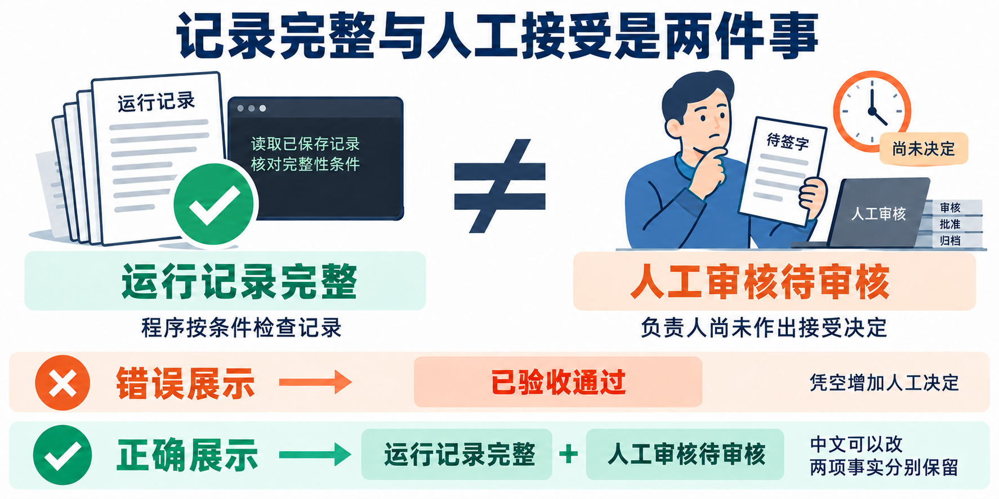 记录完整与人工接受是两件事
运行记录
读取已保存记录
核对完整性条件
待签字
尚未决定
人工审核
审核
批准
归档
运行记录完整
人工审核待审核
程序按条件检查记录
负责人尚未作出接受决定
错误展示
已验收通过
凭空增加人工决定
正确展示
运行记录完整
+
人工审核待审核
中文可以改
两项事实分别保留